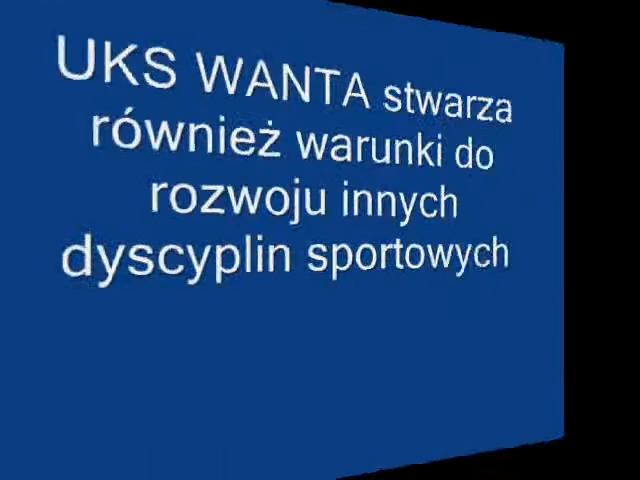 UKS WANTA stwarza
również warunki do
rozwoju innych
dyscyplin sportowych